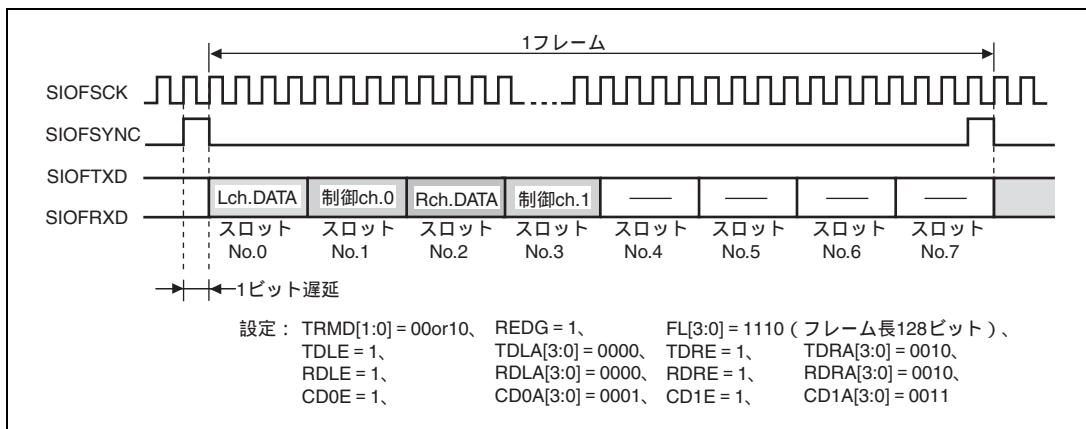 1フレーム
SIOFSCK
SIOFSYNC
SIOFTXD
SIOFRXD
Lch.DATA 制御ch.0 Rch.DATA 制御ch.1 —— —— —— ——
スロット スロット スロット スロット スロット スロット スロット スロット
No.0 No.1 No.2 No.3 No.4 No.5 No.6 No.7
1ビット遅延
設定： TRMD[1:0] = 00or10、 REDG = 1、 FL[3:0] = 1110（フレーム長128ビット）、
TDLE = 1、 TDLA[3:0] = 0000、 TDRE = 1、 TDRA[3:0] = 0010、
RDLE = 1、 RDLA[3:0] = 0000、 RDRE = 1、 RDRA[3:0] = 0010、
CD0E = 1、 CD0A[3:0] = 0001、 CD1E = 1、 CD1A[3:0] = 0011